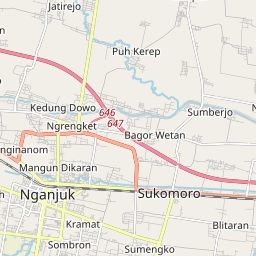 Jatirejo
Puh Kerep
Kedung Dowo
646
Sumberjo
Ngrengket
647
Bagor Wetan
nginanom
Mangun Dikaran
Nganjuk
Sukomoro
Kramat
Blitaran
Sombron
Sumengko